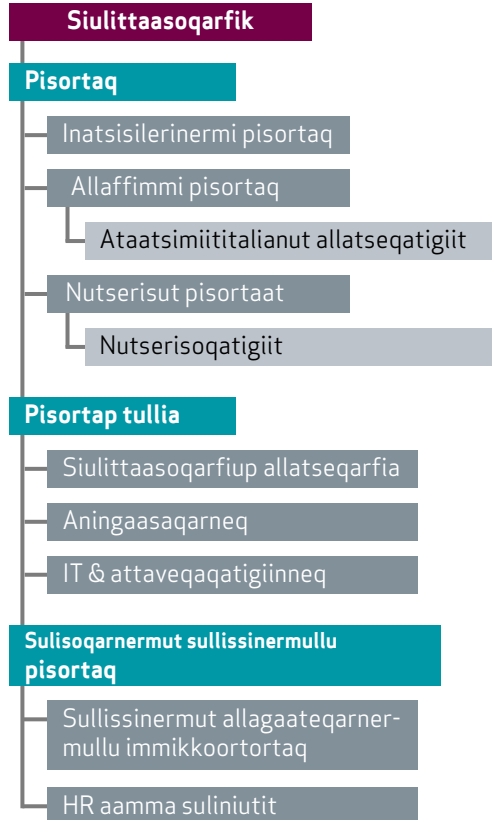 Siulittaasoqarfik
Pisortaq
Inatsisilerinermi pisortaq
Allaffimmi pisortaq
Ataatsimiititalianut allatseqatigiit
Nutserisut pisortaat
Nutserisoqatigiit
Pisortap tullia
Siulittaasoqarfiup allatseqarfia
Aningaasaqarneq
IT & attaveqaqatigiinneq
Sulisoqarnermut sullissinermullu
pisortaq
Sullissinermut allagaateqarner-
mullu immikkoortortaq
HR aamma suliniutit